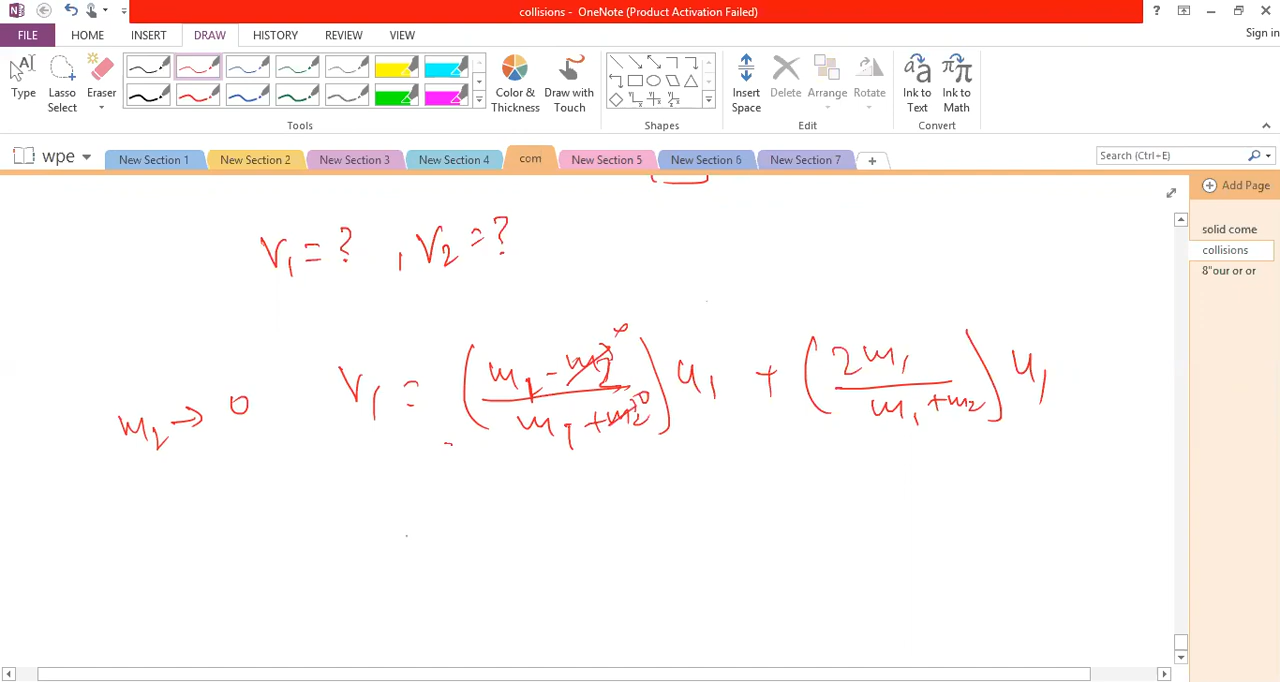 collisions - OneNote (Product Activation Failed)
? 
FILE HOME INSERT DRAW HISTORY REVIEW VIEW Sign in
Type Lasso Select Eraser Color & Thickness Draw with Touch Insert Space Delete Arrange Rotate Ink to Text Ink to Math
Tools Shapes Edit Convert
wpe New Section 1 New Section 2 New Section 3 New Section 4 com New Section 5 New Section 6 New Section 7 Search (Ctrl+E)
Add Page
solid come
collisions
8"our or or
v₁ = ? , v₂ = ?
v₁ = (m₁ - m₂⁰ / m₁ + m₂⁰) u₁ + (2m₁ / m₁ + m₂) u₁
m₂ → 0